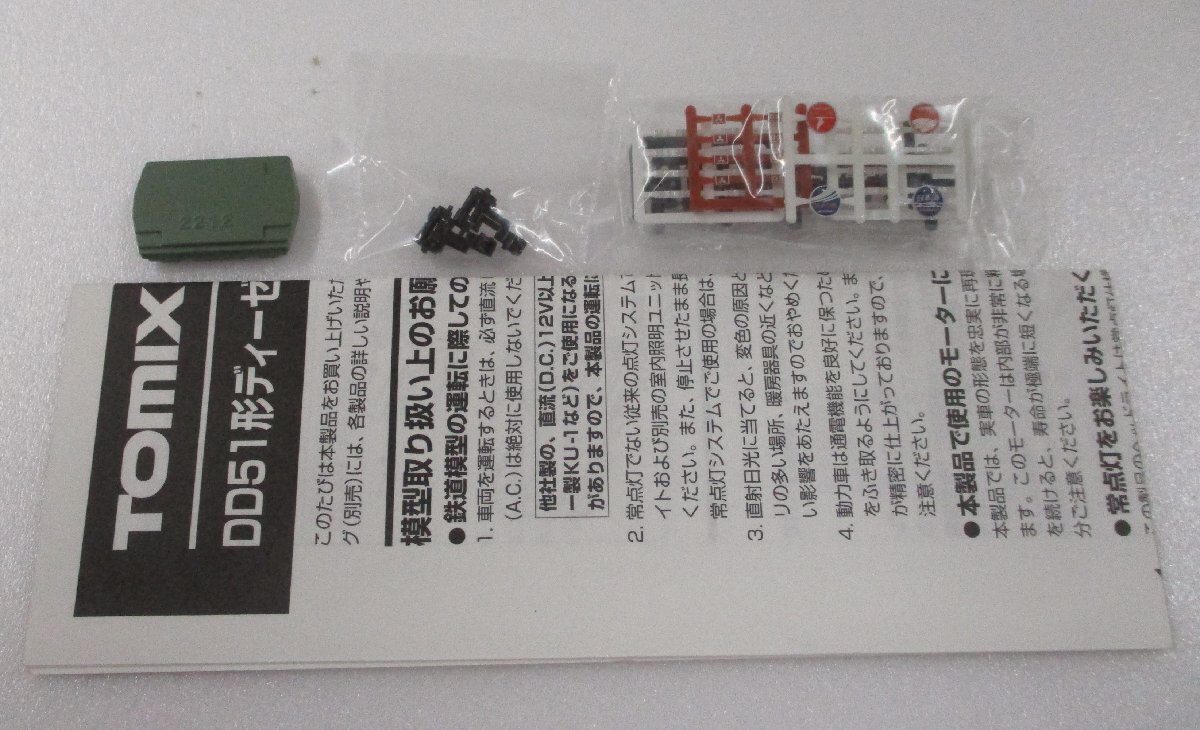 TOMIX
DD51形ディーゼ
このたびは本製品をお買い上げいただ
グ(別売)には、各製品の詳しい説明や
模型取り扱い上のお願
●鉄道模型の運転に際しての
1. 車両を運転するときは、必ず直流
(A.C.)は絶対に使用しないでくだ
他社製の、直流(D.C.)12V以上
ー製KU-1など)をご使用になる
がありますので、本製品の運転に
2. 常点灯でない従来の点灯システム
イトおよび別売の室内照明ユニット
ください。また、停止させたまま長
常点灯システムでご使用の場合は、
3. 直射日光に当てると、変色の原因と
リの多い場所、暖房器具の近くなど
い影響をあたえますのでおやめくだ
4. 動力車は通電機能を良好に保つため
をふき取るようにしてください。ま
が精密に仕上がっておりますので、
注意ください。
●本製品で使用のモーターに
本製品では、実車の形態を忠実に再現
ます。このモーターは内部が非常に
を続けると、寿命が極端に短くなる
分ご注意ください。
●常点灯をお楽しみいただく